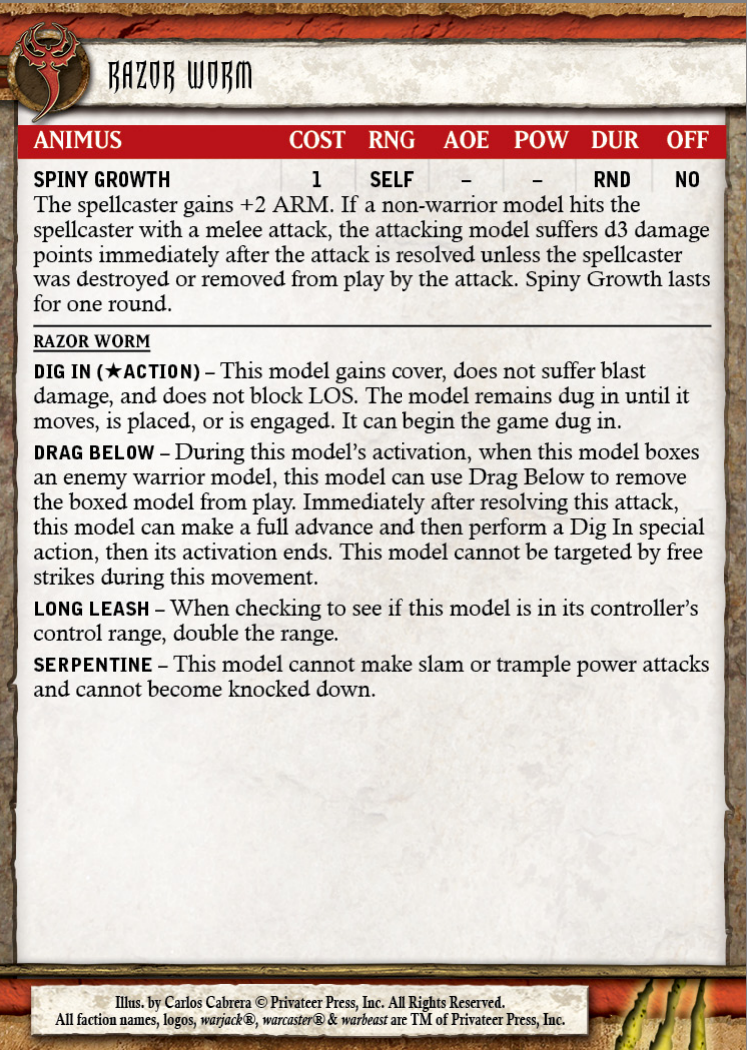 RAZOR WORM
ANIMUS COST RNG AOE POW DUR OFF
SPINY GROWTH 1 SELF – – RND NO
The spellcaster gains +2 ARM. If a non-warrior model hits the
spellcaster with a melee attack, the attacking model suffers d3 damage
points immediately after the attack is resolved unless the spellcaster
was destroyed or removed from play by the attack. Spiny Growth lasts
for one round.
RAZOR WORM
DIG IN (★ACTION) – This model gains cover, does not suffer blast
damage, and does not block LOS. The model remains dug in until it
moves, is placed, or is engaged. It can begin the game dug in.
DRAG BELOW – During this model’s activation, when this model boxes
an enemy warrior model, this model can use Drag Below to remove
the boxed model from play. Immediately after resolving this attack,
this model can make a full advance and then perform a Dig In special
action, then its activation ends. This model cannot be targeted by free
strikes during this movement.
LONG LEASH – When checking to see if this model is in its controller’s
control range, double the range.
SERPENTINE – This model cannot make slam or trample power attacks
and cannot become knocked down.
Illus. by Carlos Cabrera © Privateer Press, Inc. All Rights Reserved.
All faction names, logos, warjack®, warcaster® & warbeast are TM of Privateer Press, Inc.